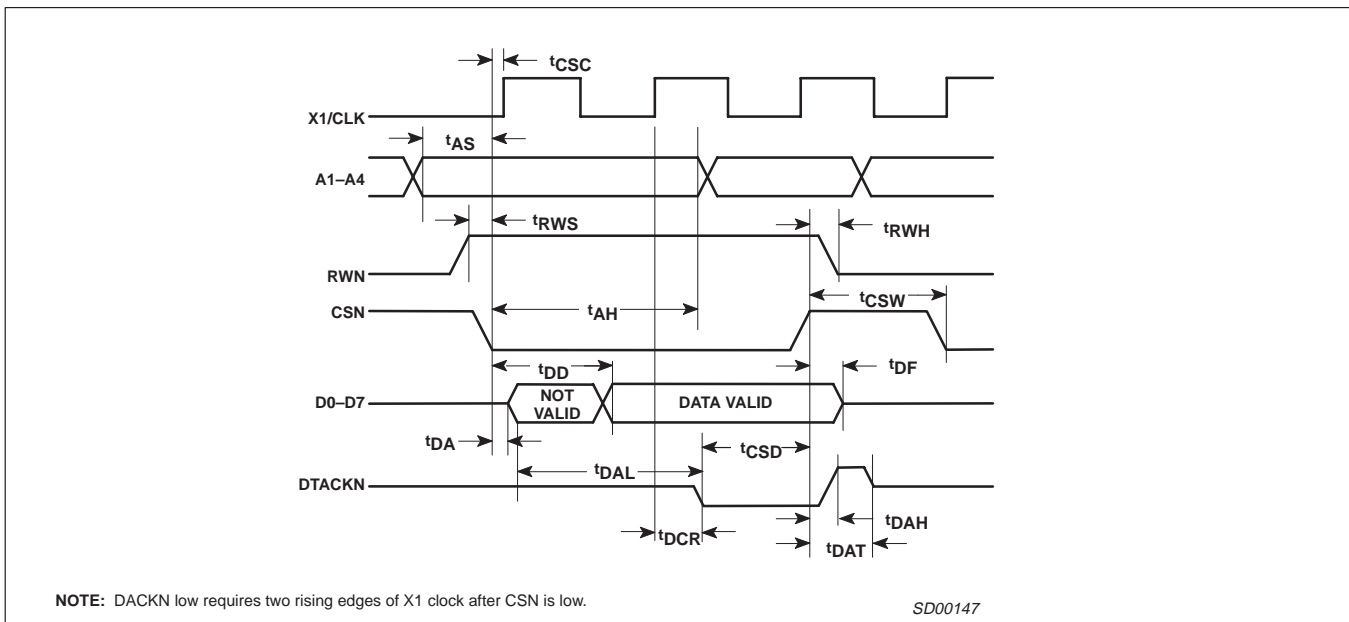 tCSC
X1/CLK
tAS
A1–A4
tRWS
tRWH
RWN
tCSW
CSN
tAH
tDD
tDF
D0–D7
NOT VALID
DATA VALID
tDA
tCSD
tDAL
DTACKN
tDAH
tDCR
tDAT
NOTE: DACKN low requires two rising edges of X1 clock after CSN is low.
SD00147